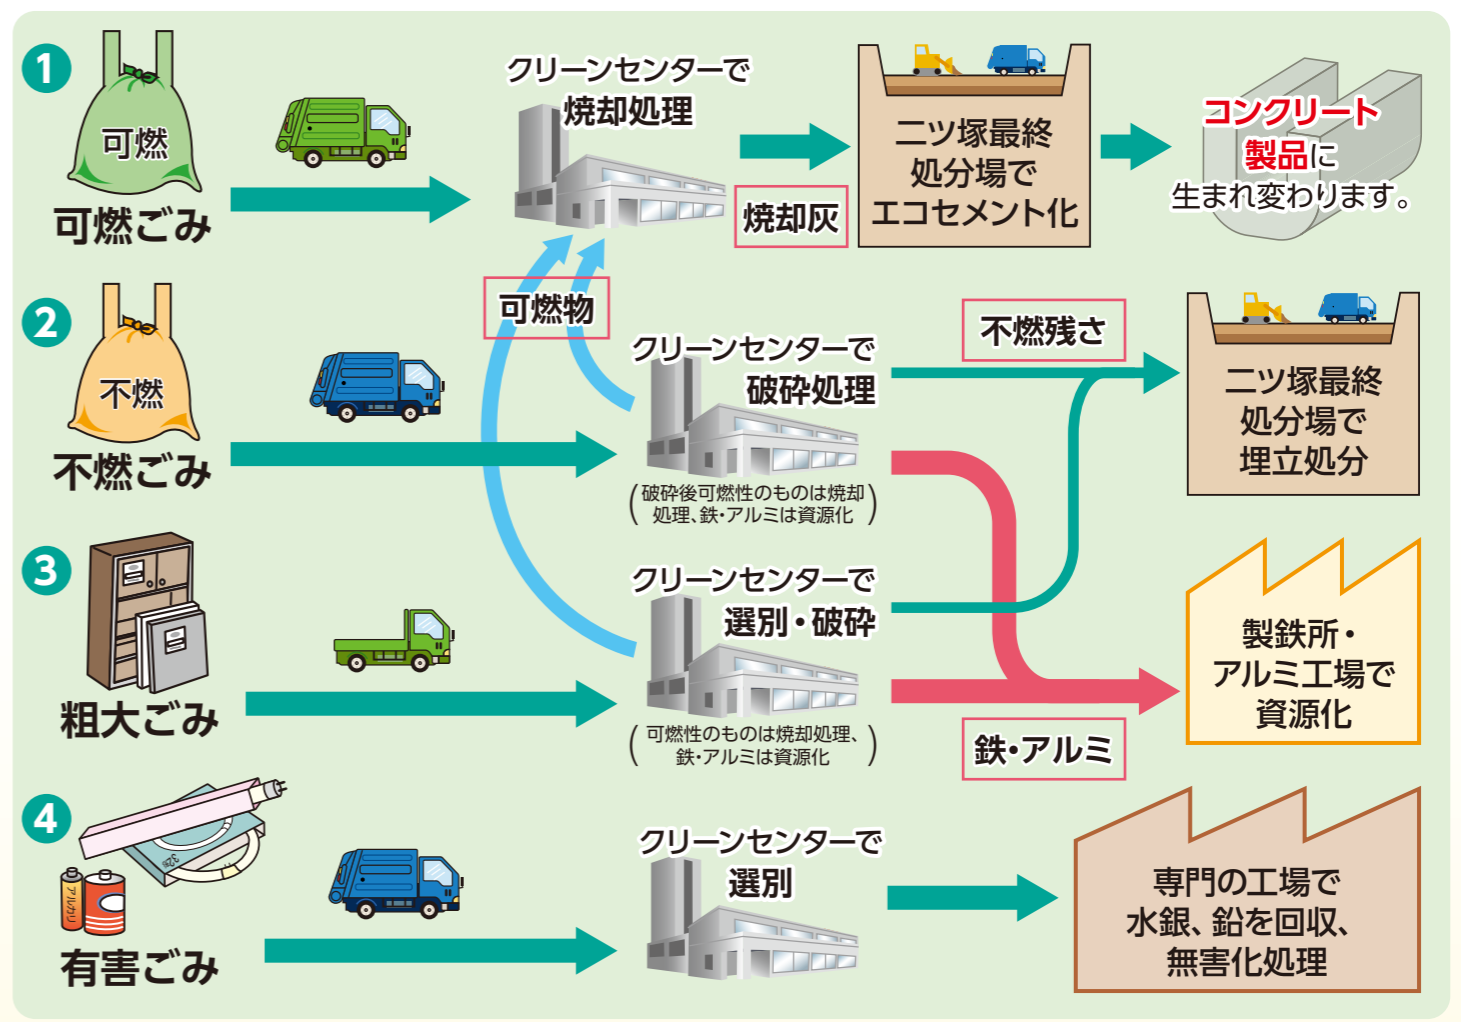 1
可燃
可燃ごみ
クリーンセンターで
焼却処理
焼却灰
二ツ塚最終
処分場で
エコセメント化
コンクリート
製品に
生まれ変わります。
2
不燃
不燃ごみ
可燃物
クリーンセンターで
破砕処理
(破砕後可燃性のものは焼却
処理、鉄・アルミは資源化)
不燃残さ
二ツ塚最終
処分場で
埋立処分
3
粗大ごみ
クリーンセンターで
選別・破砕
(可燃性のものは焼却処理、
鉄・アルミは資源化)
鉄・アルミ
製鉄所・
アルミ工場で
資源化
4
32形
アルカリ
有害ごみ
クリーンセンターで
選別
専門の工場で
水銀、鉛を回収、
無害化処理